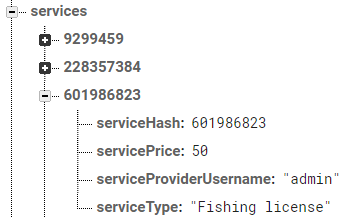 services
9299459
228357384
601986823
serviceHash: 601986823
servicePrice: 50
serviceProviderUsername: "admin"
serviceType: "Fishing license"